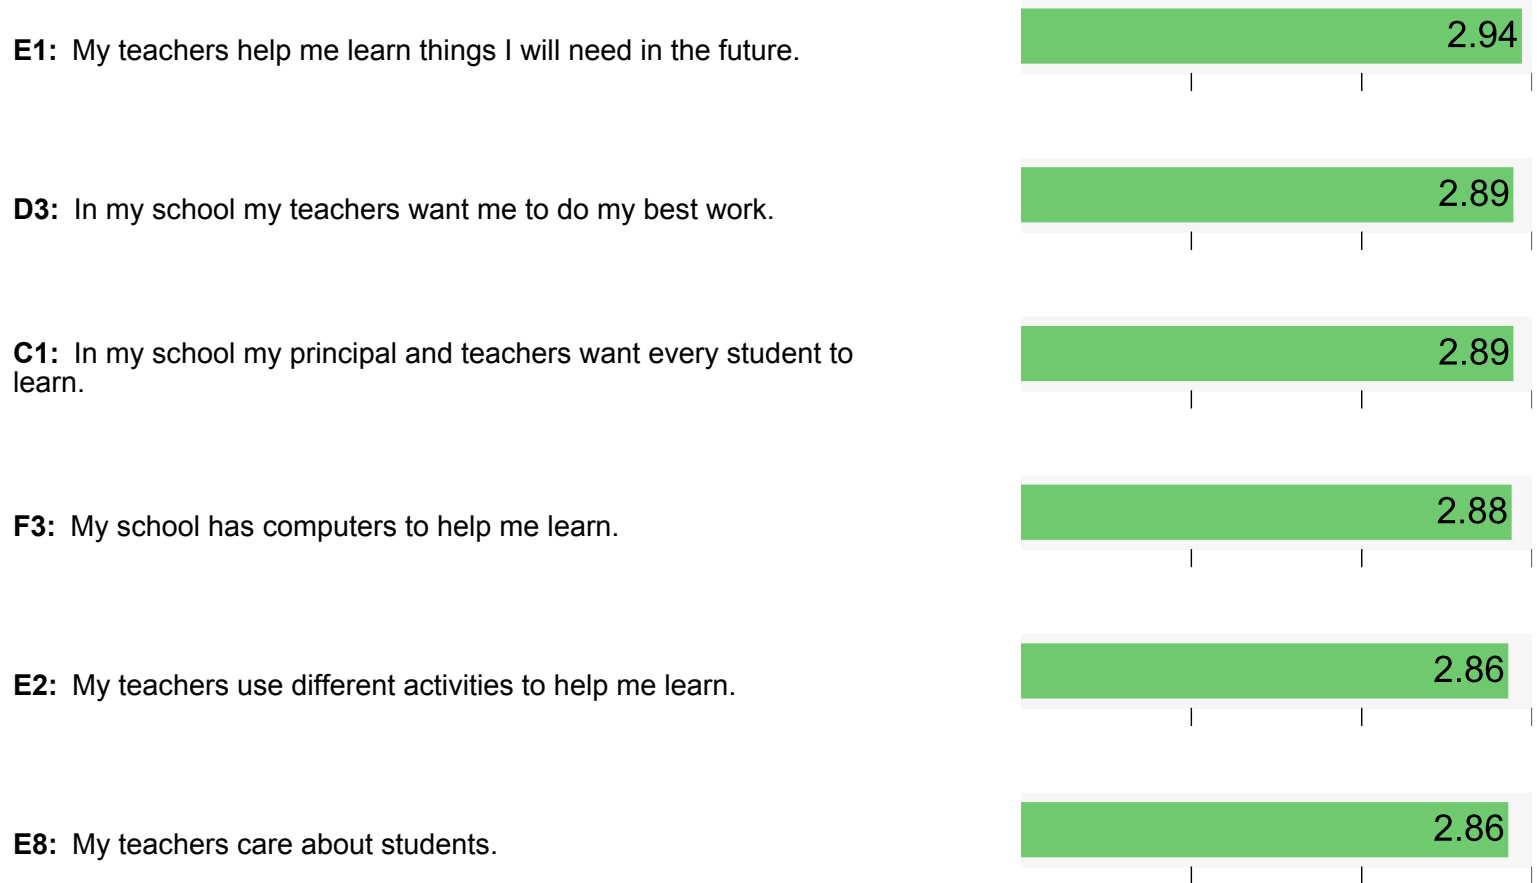 E1: My teachers help me learn things I will need in the future.
2.94
D3: In my school my teachers want me to do my best work.
2.89
C1: In my school my principal and teachers want every student to
learn.
2.89
F3: My school has computers to help me learn.
2.88
E2: My teachers use different activities to help me learn.
2.86
E8: My teachers care about students.
2.86